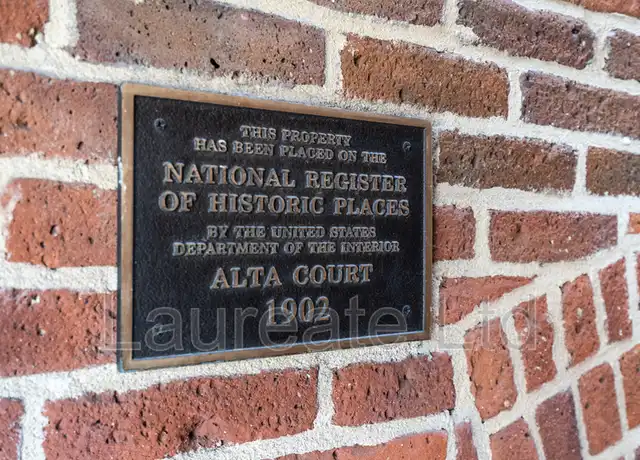 THIS PROPERTY
HAS BEEN PLACED ON THE
NATIONAL REGISTER
OF HISTORIC PLACES
BY THE UNITED STATES
DEPARTMENT OF THE INTERIOR
ALTA COURT
1902
Laureate Ltd